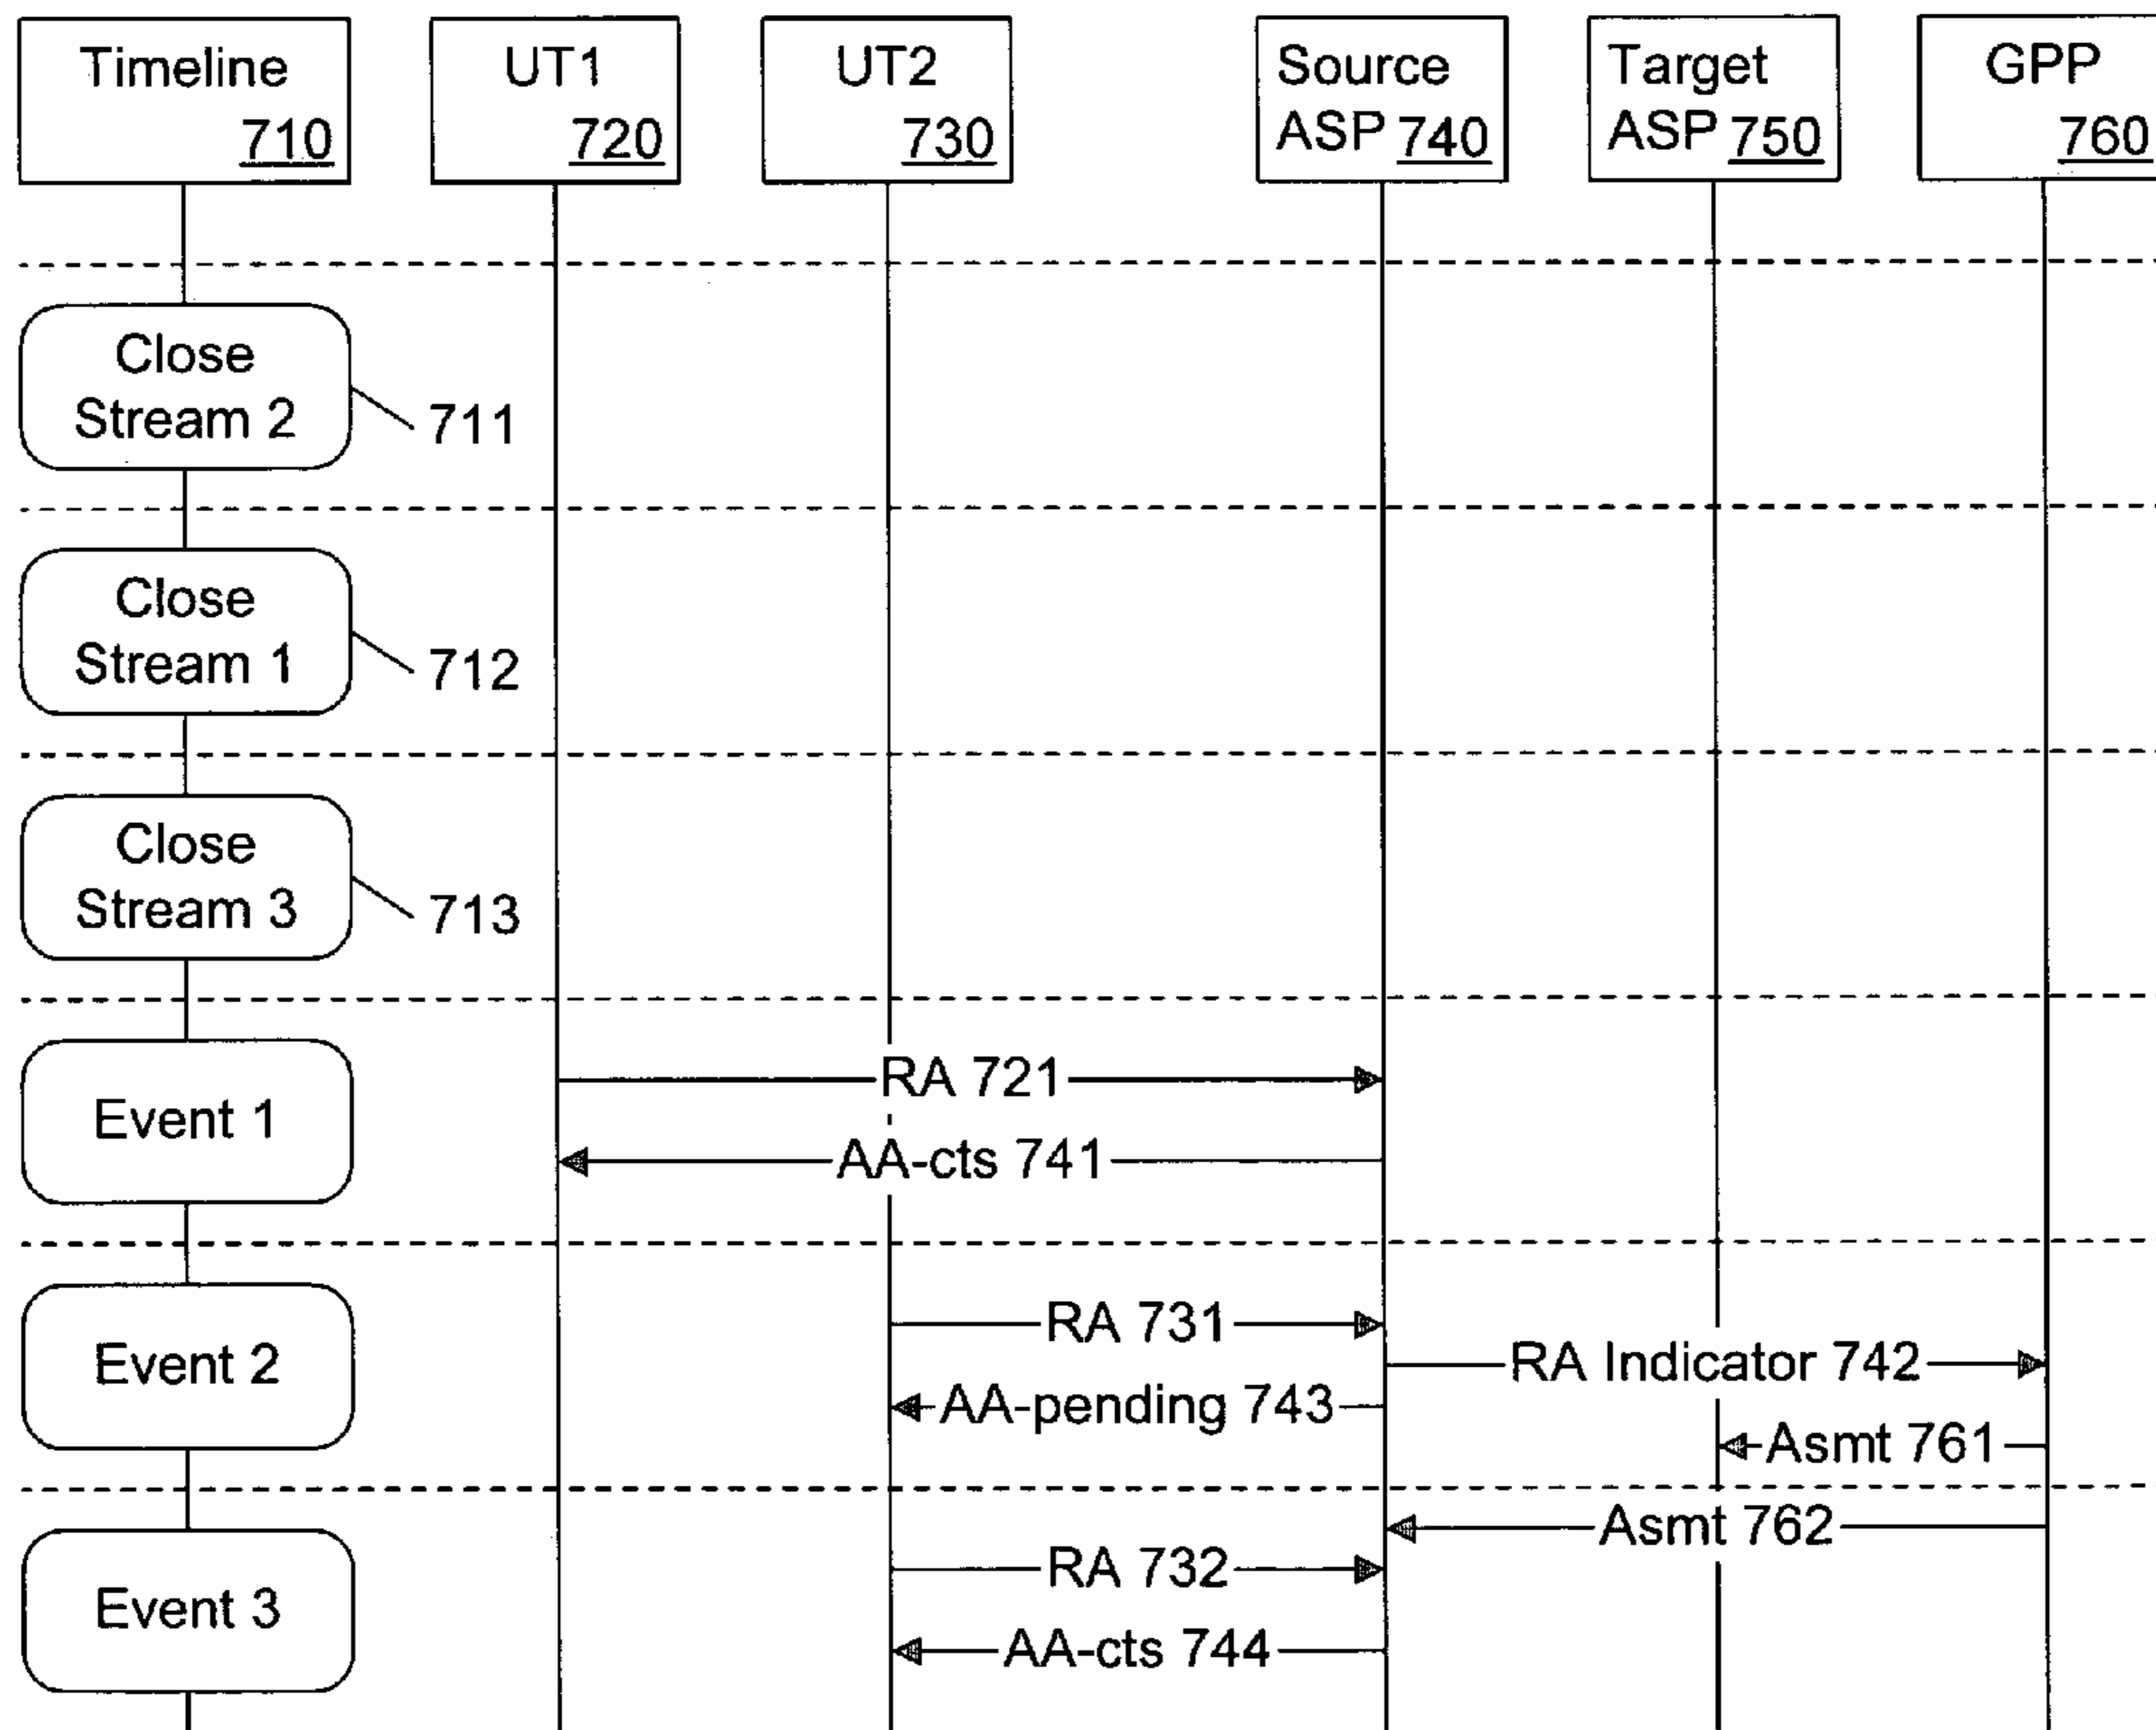 Timeline
710
UT1
720
UT2
730
Source
ASP 740
Target
ASP 750
GPP
760
Close
Stream 2
711
Close
Stream 1
712
Close
Stream 3
713
Event 1
RA 721
AA-cts 741
Event 2
RA 731
RA Indicator 742
AA-pending 743
Asmt 761
Event 3
Asmt 762
RA 732
AA-cts 744